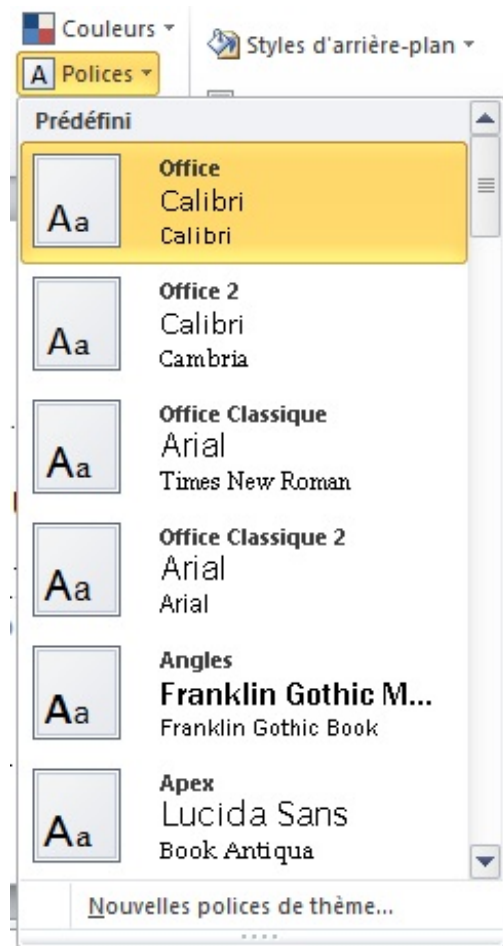 Couleurs
Styles d'arrière-plan
A Polices
Prédéfini
Office
Aa
Calibri
Calibri
Office 2
Aa
Calibri
Cambria
Office Classique
Aa
Arial
Times New Roman
Office Classique 2
Aa
Arial
Arial
Angles
Aa
Franklin Gothic M...
Franklin Gothic Book
Apex
Aa
Lucida Sans
Book Antiqua
Nouvelles polices de thème...